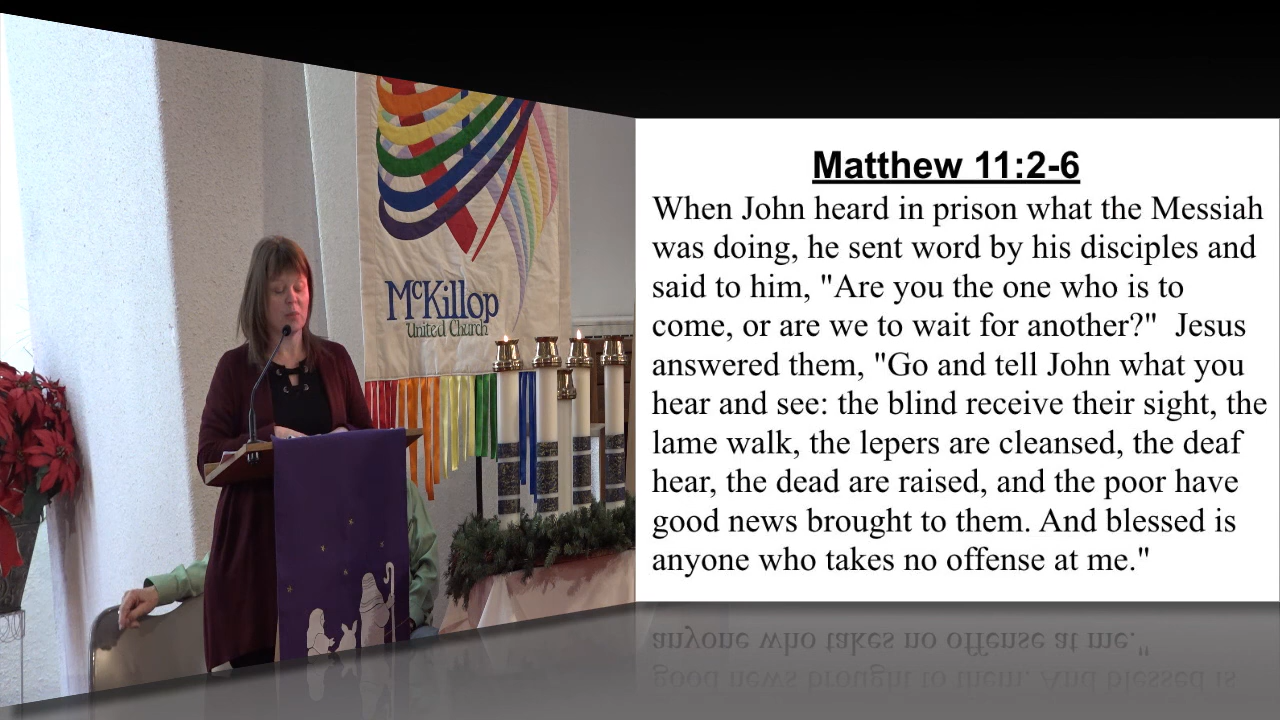 McKillop
United Church
Matthew 11:2-6
When John heard in prison what the Messiah
was doing, he sent word by his disciples and
said to him, "Are you the one who is to
come, or are we to wait for another?"  Jesus
answered them, "Go and tell John what you
hear and see: the blind receive their sight, the
lame walk, the lepers are cleansed, the deaf
hear, the dead are raised, and the poor have
good news brought to them. And blessed is
anyone who takes no offense at me."